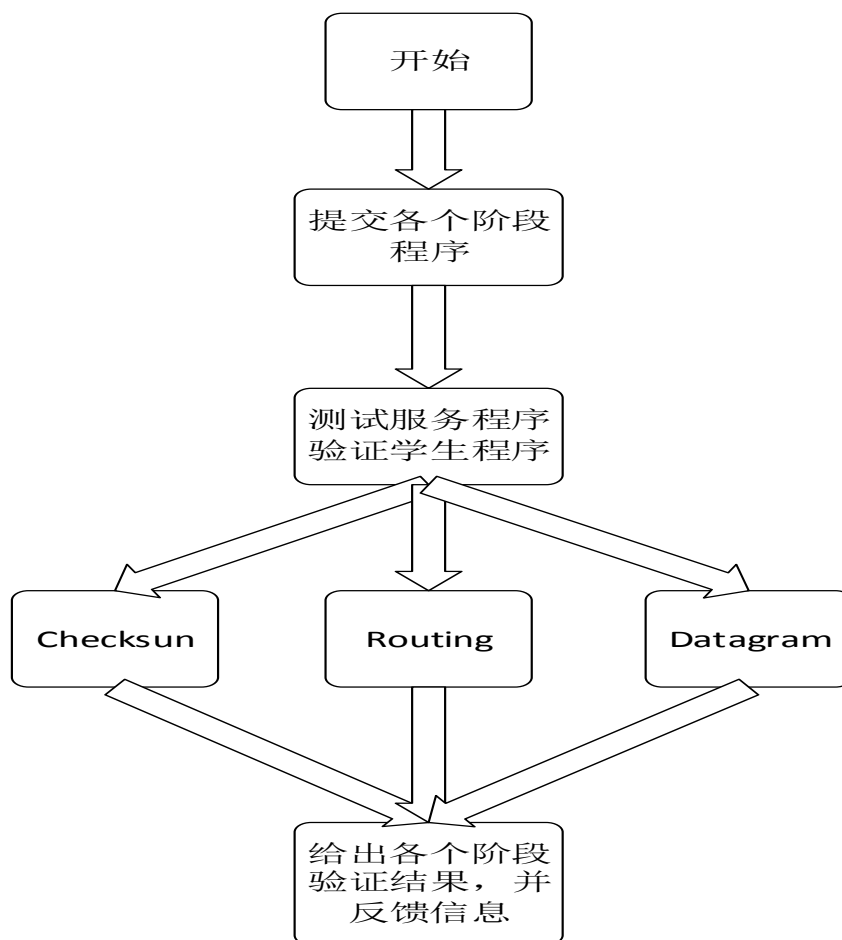 开始
提交各个阶段
程序
测试服务程序
验证学生程序
Checksun
Routing
Datagram
给出各个阶段
验证结果，并
反馈信息